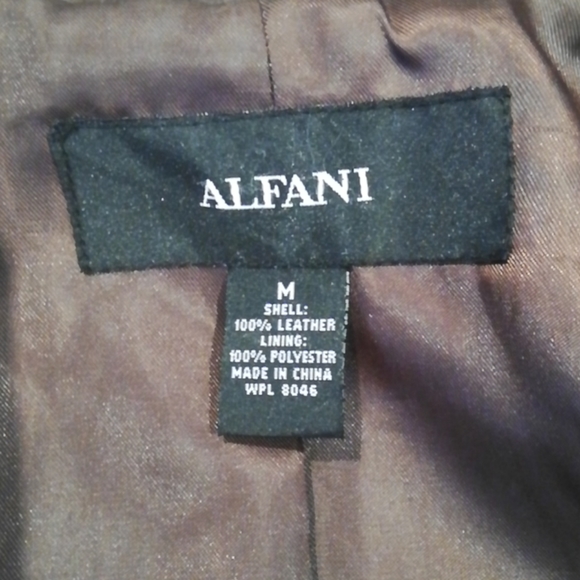 ALFANI
M
SHELL:
100% LEATHER
LINING:
100% POLYESTER
MADE IN CHINA
WPL 8046